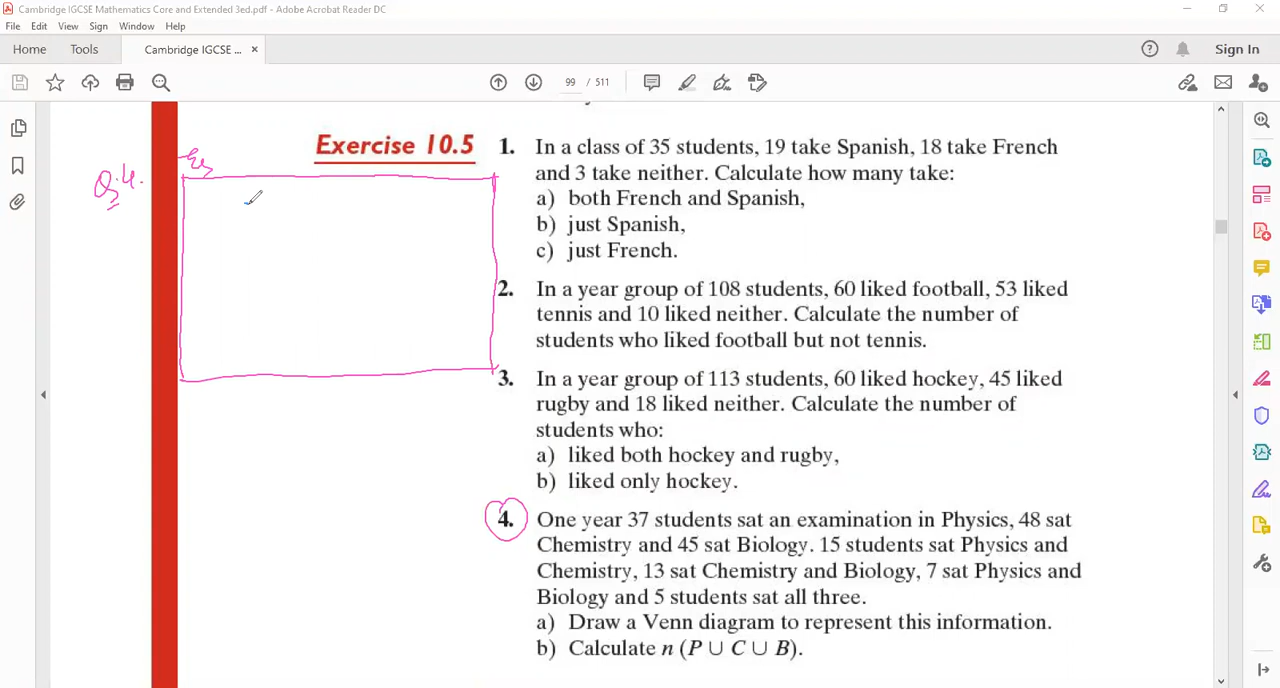 Cambridge IGCSE Mathematics Core and Extended 3ed.pdf - Adobe Acrobat Reader DC
File Edit View Sign Window Help
Home Tools Cambridge IGCSE ... × Sign In
99 / 511
Exercise 10.5
Q.4.
1. In a class of 35 students, 19 take Spanish, 18 take French
and 3 take neither. Calculate how many take:
a) both French and Spanish,
b) just Spanish,
c) just French.
2. In a year group of 108 students, 60 liked football, 53 liked
tennis and 10 liked neither. Calculate the number of
students who liked football but not tennis.
3. In a year group of 113 students, 60 liked hockey, 45 liked
rugby and 18 liked neither. Calculate the number of
students who:
a) liked both hockey and rugby,
b) liked only hockey.
4. One year 37 students sat an examination in Physics, 48 sat
Chemistry and 45 sat Biology. 15 students sat Physics and
Chemistry, 13 sat Chemistry and Biology, 7 sat Physics and
Biology and 5 students sat all three.
a) Draw a Venn diagram to represent this information.
b) Calculate n (P ∪ C ∪ B).